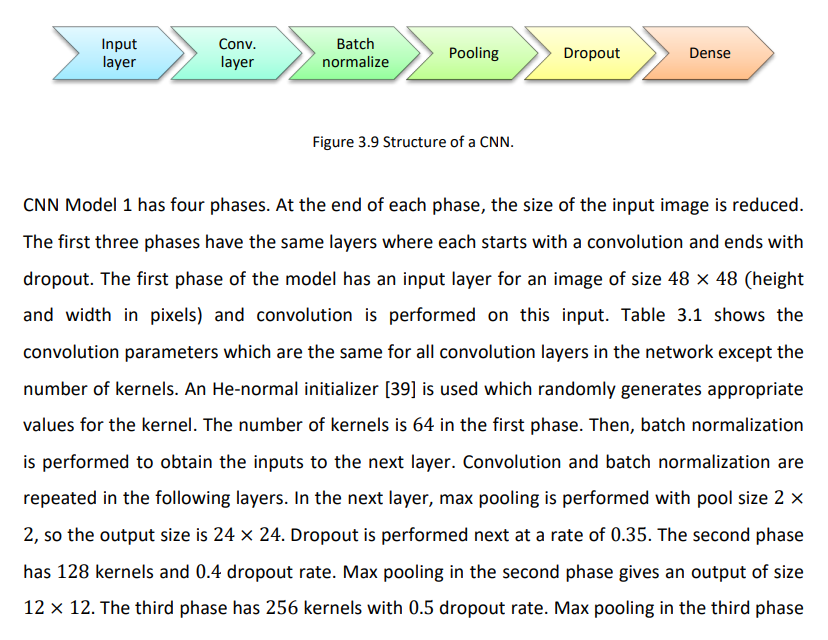 Input layer
Conv. layer
Batch normalize
Pooling
Dropout
Dense
Figure 3.9 Structure of a CNN.
CNN Model 1 has four phases. At the end of each phase, the size of the input image is reduced.
The first three phases have the same layers where each starts with a convolution and ends with
dropout. The first phase of the model has an input layer for an image of size 48 × 48 (height
and width in pixels) and convolution is performed on this input. Table 3.1 shows the
convolution parameters which are the same for all convolution layers in the network except the
number of kernels. An He-normal initializer [39] is used which randomly generates appropriate
values for the kernel. The number of kernels is 64 in the first phase. Then, batch normalization
is performed to obtain the inputs to the next layer. Convolution and batch normalization are
repeated in the following layers. In the next layer, max pooling is performed with pool size 2 ×
2, so the output size is 24 × 24. Dropout is performed next at a rate of 0.35. The second phase
has 128 kernels and 0.4 dropout rate. Max pooling in the second phase gives an output of size
12 × 12. The third phase has 256 kernels with 0.5 dropout rate. Max pooling in the third phase